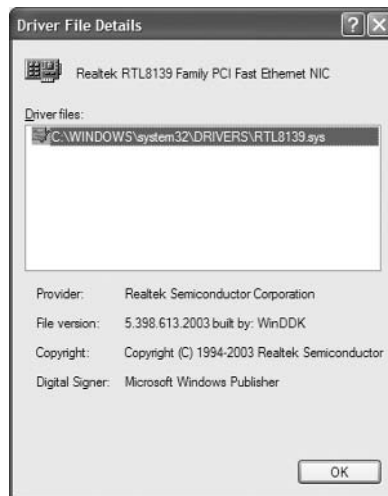 Driver File Details
Realtek RTL8139 Family PCI Fast Ethernet NIC
Driver files:
C:\WINDOWS\system32\DRIVERS\RTL8139.sys
Provider: Realtek Semiconductor Corporation
File version: 5.398.613.2003 built by: WinDDK
Copyright: Copyright (C) 1994-2003 Realtek Semiconductor
Digital Signer: Microsoft Windows Publisher
OK